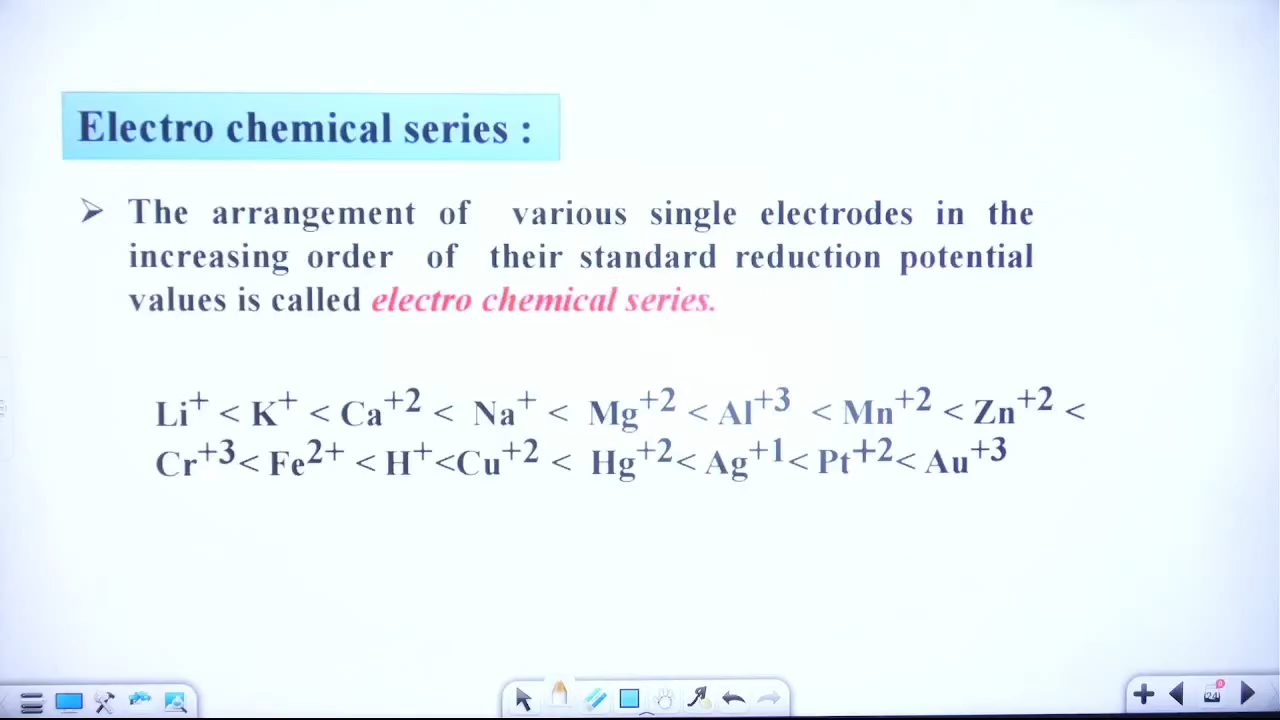 Electro chemical series :
➢ The arrangement of various single electrodes in the
increasing order of their standard reduction potential
values is called electro chemical series.
Li⁺ < K⁺ < Ca⁺² < Na⁺ < Mg⁺² < Al⁺³ < Mn⁺² < Zn⁺² <
Cr⁺³< Fe²⁺ < H⁺<Cu⁺² < Hg⁺²< Ag⁺¹< Pt⁺²< Au⁺³
24